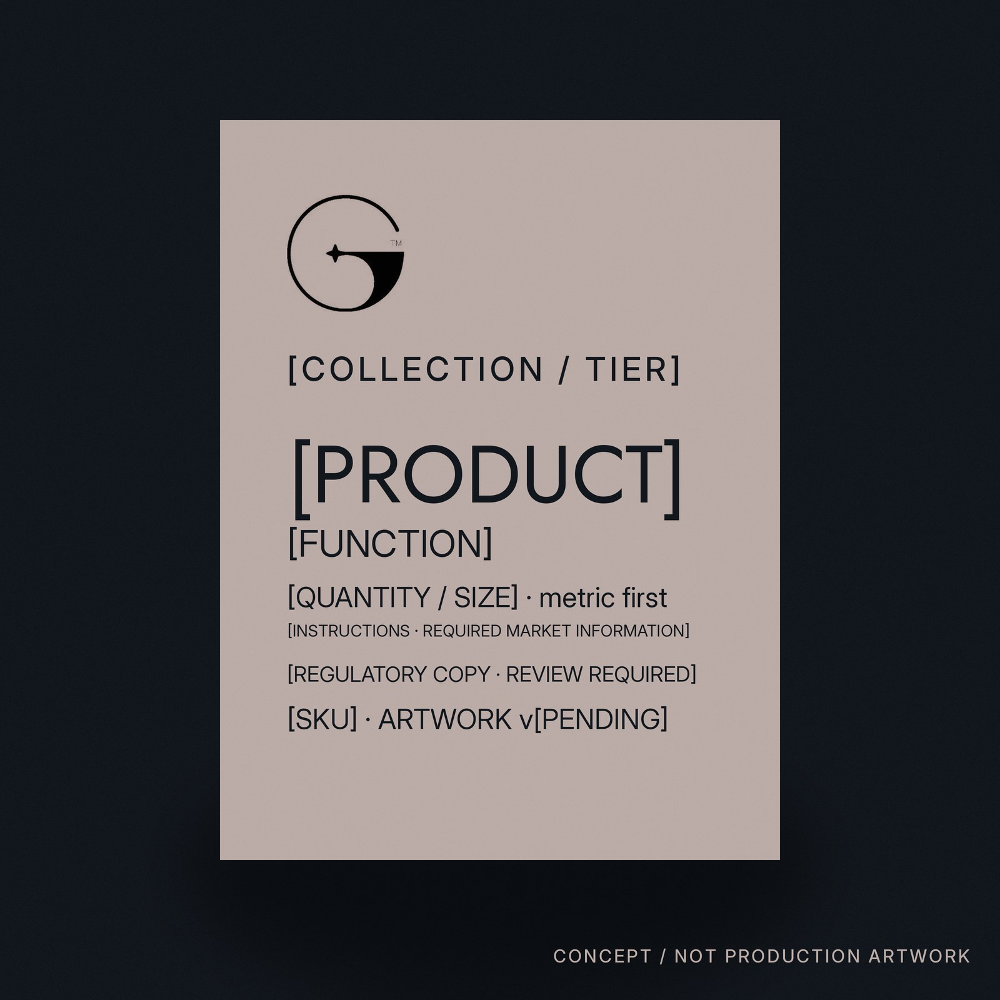 TM
[COLLECTION / TIER]
[PRODUCT]
[FUNCTION]
[QUANTITY / SIZE] · metric first
[INSTRUCTIONS · REQUIRED MARKET INFORMATION]
[REGULATORY COPY · REVIEW REQUIRED]
[SKU] · ARTWORK v[PENDING]
CONCEPT / NOT PRODUCTION ARTWORK